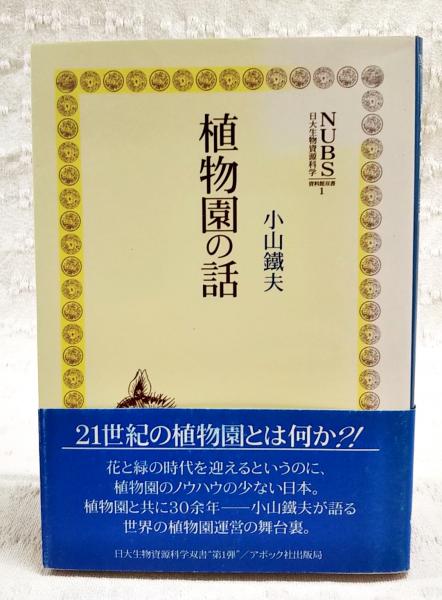 NUBS
日大生物資源科学
資料館双書
1
植物園の話
小山鐵夫
21世紀の植物園とは何か?!
花と緑の時代を迎えるというのに、
植物園のノウハウの少ない日本。
植物園と共に30余年――小山鐵夫が語る
世界の植物園運営の舞台裏。
日大生物資源科学双書“第1弾”/アボック社出版局